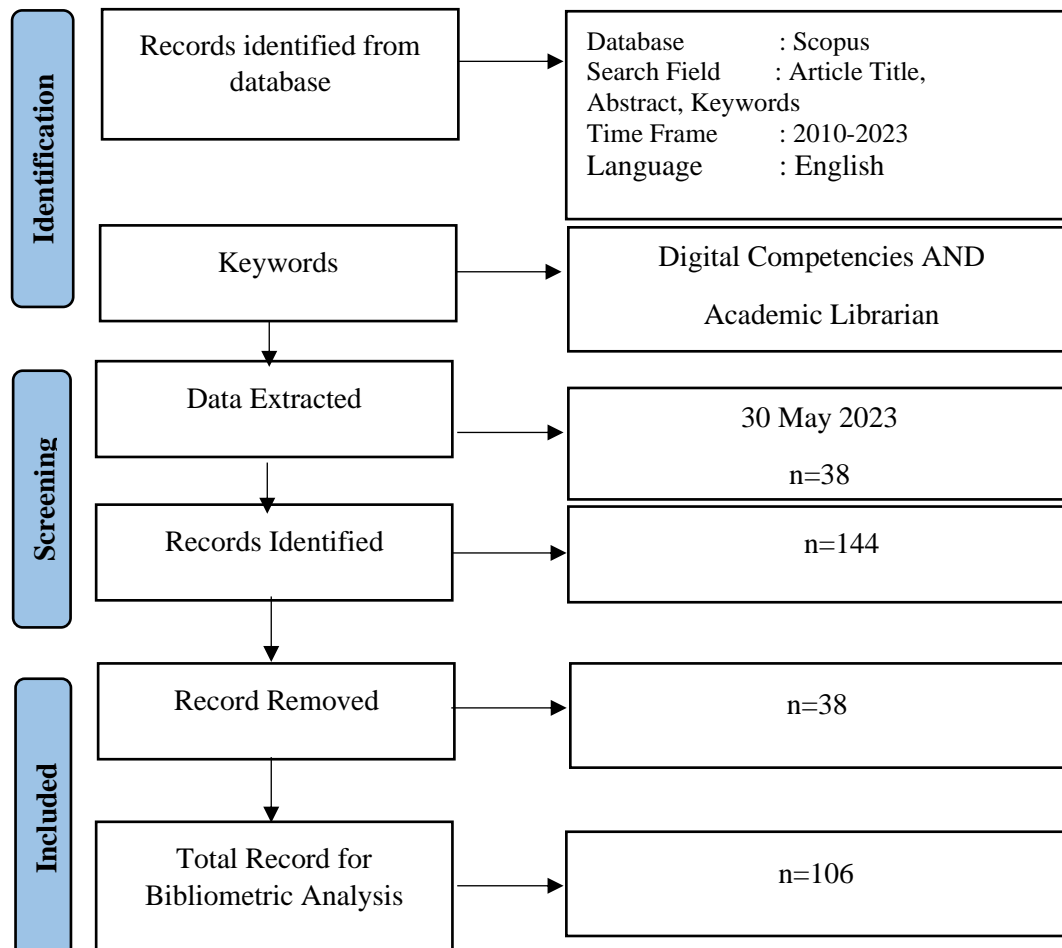 Identification
Records identified from
database
Database : Scopus
Search Field : Article Title,
Abstract, Keywords
Time Frame : 2010-2023
Language : English
Keywords
Digital Competencies AND
Academic Librarian
Screening
Data Extracted
30 May 2023
n=38
Records Identified
n=144
Included
Record Removed
n=38
Total Record for
Bibliometric Analysis
n=106